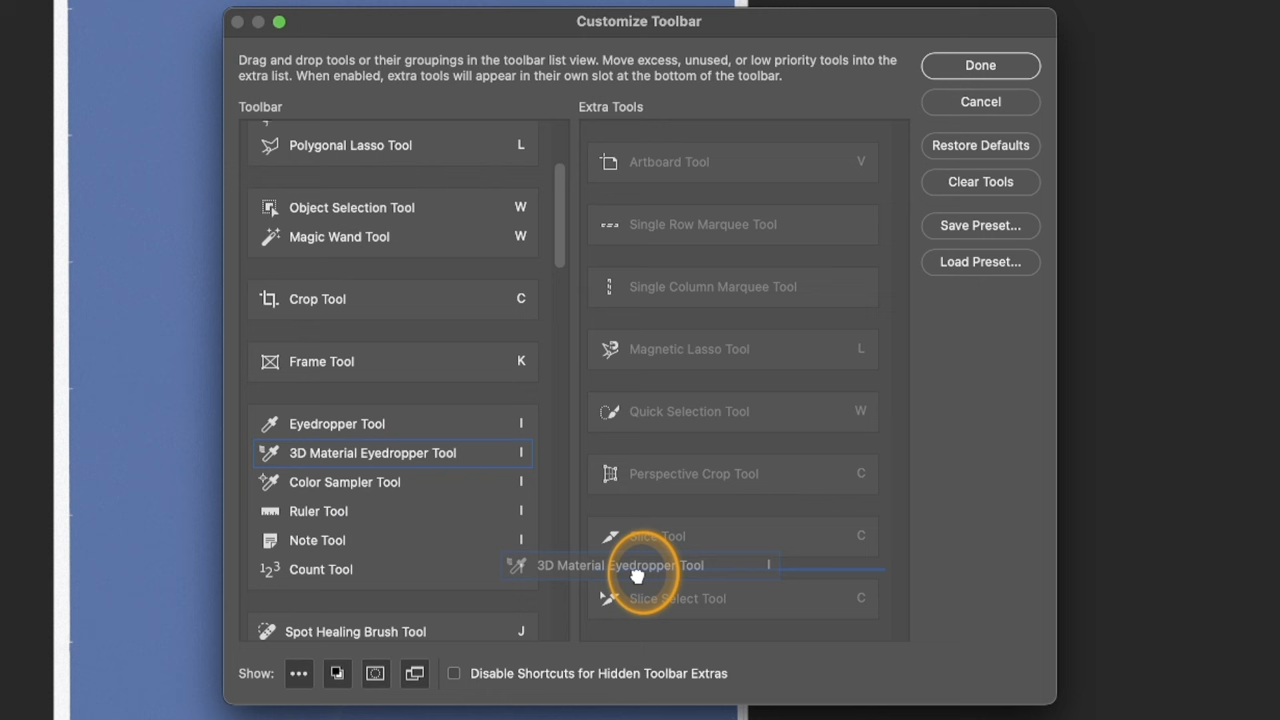 Customize Toolbar
Drag and drop tools or their groupings in the toolbar list view. Move excess, unused, or low priority tools into the
extra list. When enabled, extra tools will appear in their own slot at the bottom of the toolbar.
Done
Cancel
Restore Defaults
Clear Tools
Save Preset...
Load Preset...
Toolbar
Polygonal Lasso Tool L
Object Selection Tool W
Magic Wand Tool W
Crop Tool C
Frame Tool K
Eyedropper Tool I
3D Material Eyedropper Tool I
Color Sampler Tool I
Ruler Tool I
Note Tool I
123 Count Tool
Spot Healing Brush Tool J
Extra Tools
Artboard Tool V
Single Row Marquee Tool
Single Column Marquee Tool
Magnetic Lasso Tool L
Quick Selection Tool W
Perspective Crop Tool C
Slice Tool C
3D Material Eyedropper Tool I
Slice Select Tool C
Show:
Disable Shortcuts for Hidden Toolbar Extras